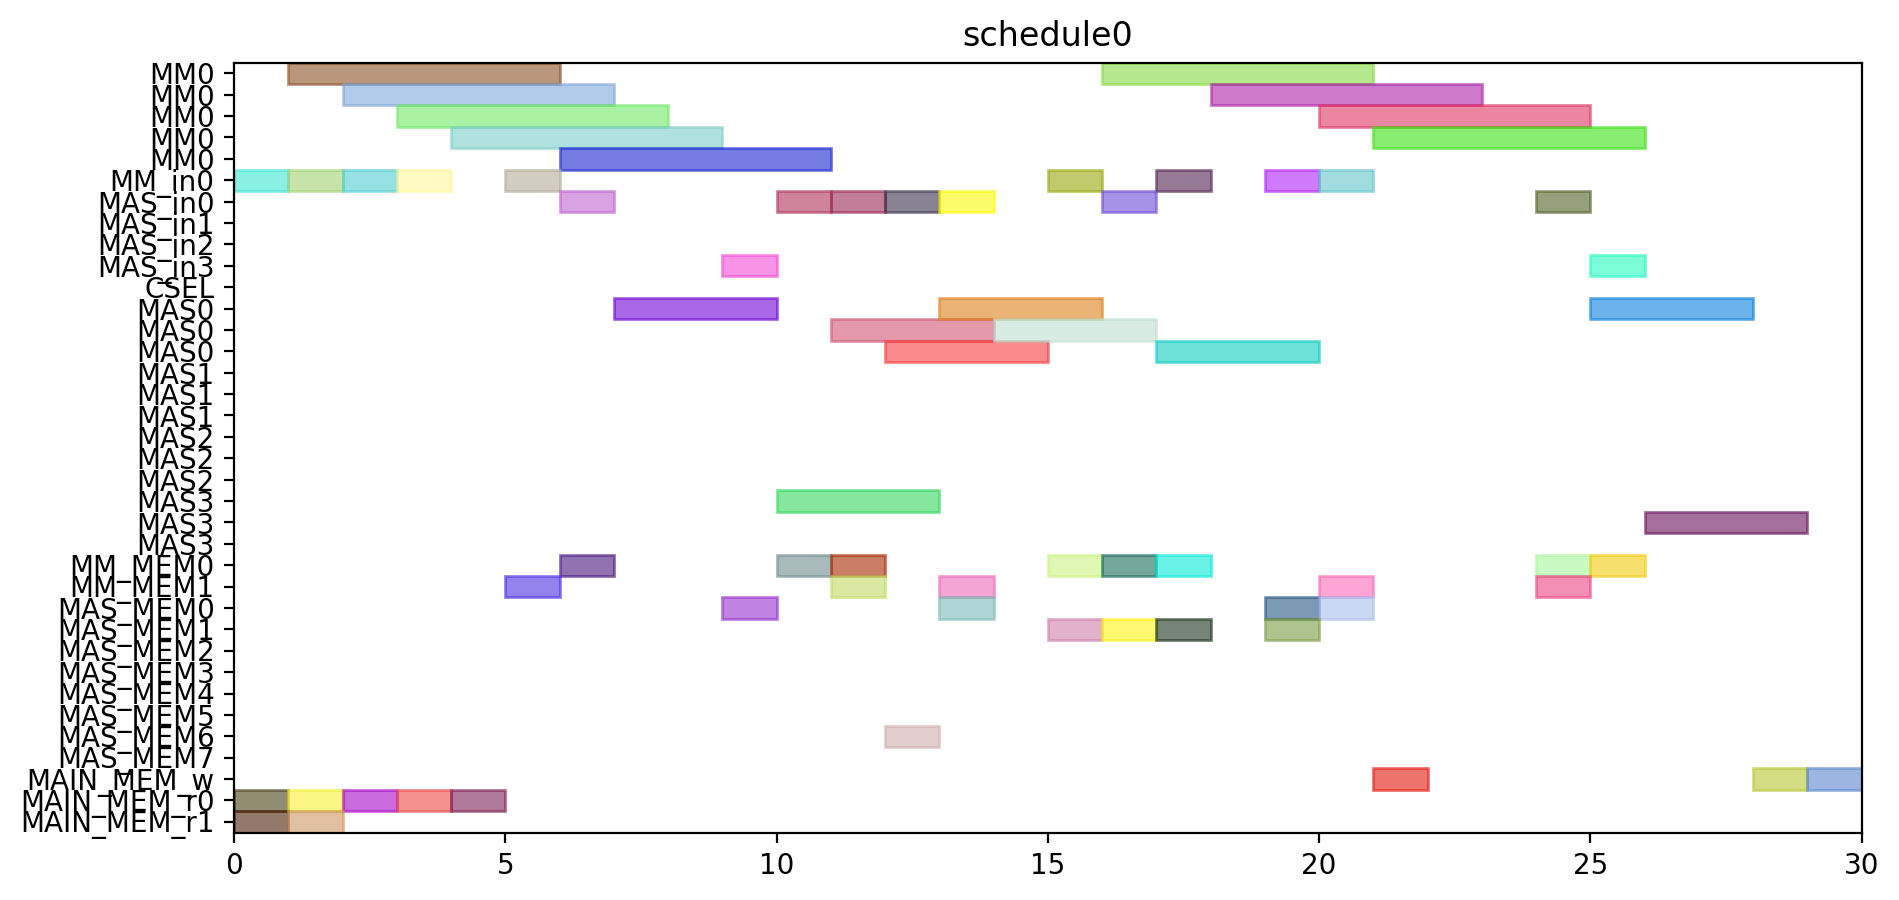 schedule0
MM0
MM0
MM0
MM0
MM0
MM_in0
MAS_in0
MAS_in1
MAS_in2
MAS_in3
CSEL
MAS0
MAS0
MAS0
MAS1
MAS1
MAS1
MAS2
MAS2
MAS2
MAS3
MAS3
MAS3
MM_MEM0
MM_MEM1
MAS_MEM0
MAS_MEM1
MAS_MEM2
MAS_MEM3
MAS_MEM4
MAS_MEM5
MAS_MEM6
MAS_MEM7
MAIN_MEM_w
MAIN_MEM_r0
MAIN_MEM_r1
0 5 10 15 20 25 30